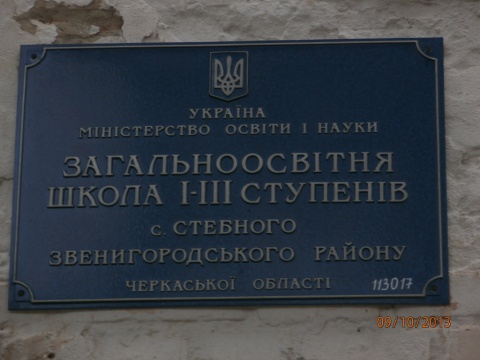 УКРАЇНА
МІНІСТЕРСТВО ОСВІТИ І НАУКИ
ЗАГАЛЬНООСВІТНЯ
ШКОЛА І-ІІІ СТУПЕНІВ
с. СТЕБНОГО
ЗВЕНИГОРОДСЬКОГО РАЙОНУ
ЧЕРКАСЬКОЇ ОБЛАСТІ 113017
09/10/2013